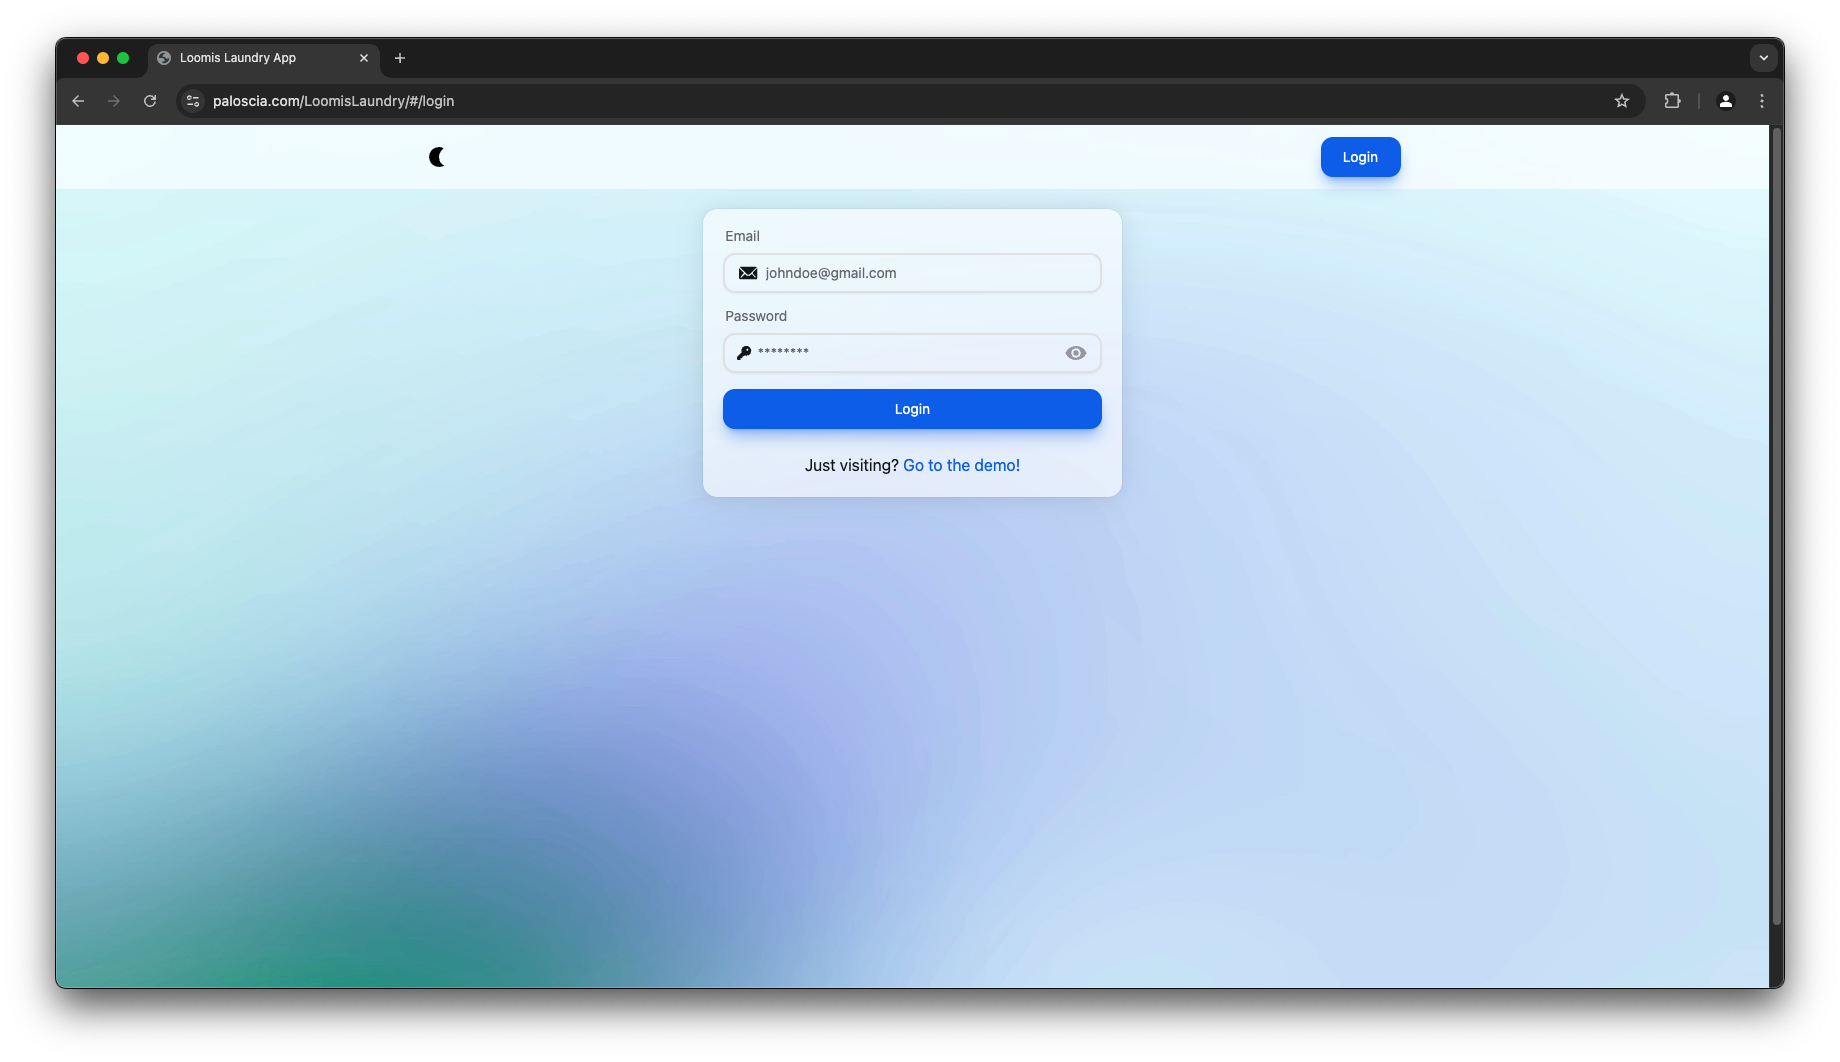 Loomis Laundry App
paloscia.com/LoomisLaundry/#/login
Login
Email
johndoe@gmail.com
Password
********
Login
Just visiting? Go to the demo!